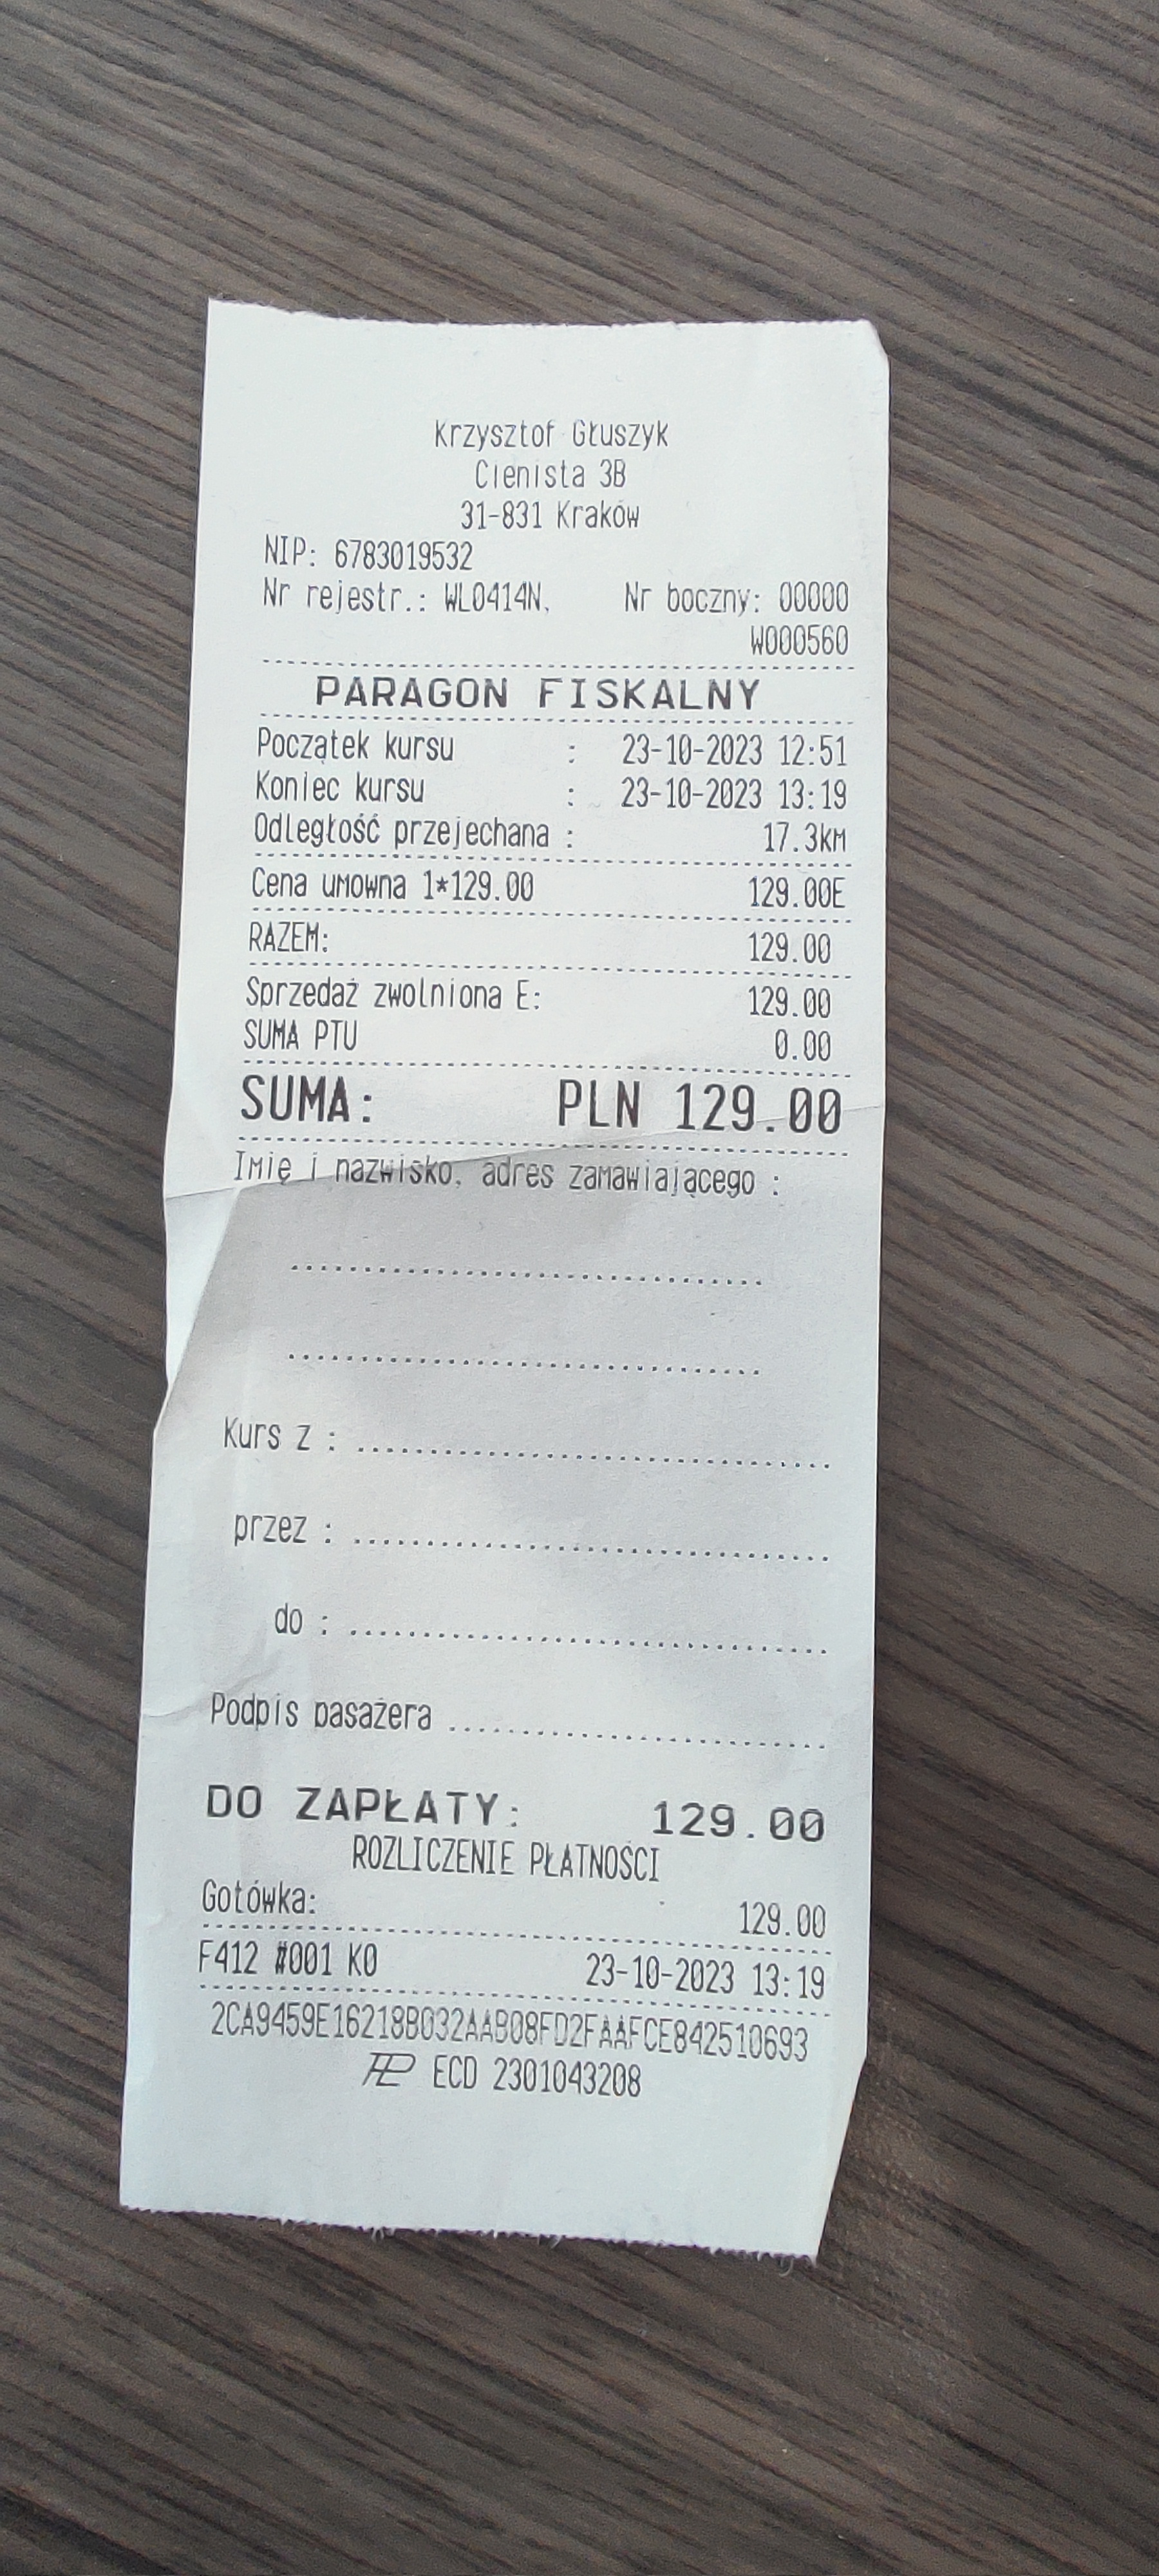 Krzysztof Głuszyk
Cienista 3B
31-831 Kraków
NIP: 6783019532
Nr rejestr.: WL0414N, Nr boczny: 00000
W000560
PARAGON FISKALNY
Początek kursu : 23-10-2023 12:51
Koniec kursu : 23-10-2023 13:19
Odległość przejechana : 17.3km
Cena umowna 1*129.00 129.00E
RAZEM: 129.00
Sprzedaż zwolniona E: 129.00
SUMA PTU 0.00
SUMA: PLN 129.00
Imię i nazwisko, adres zamawiającego :
................................
................................
Kurs z : ................................
przez : ................................
do : ................................
Podpis pasażera .........................
DO ZAPŁATY: 129.00
ROZLICZENIE PŁATNOŚCI
Gotówka: 129.00
F412 #001 K0 23-10-2023 13:19
2CA9459E16218B032AAB08FD2FAAFCE842510693
ECD 2301043208